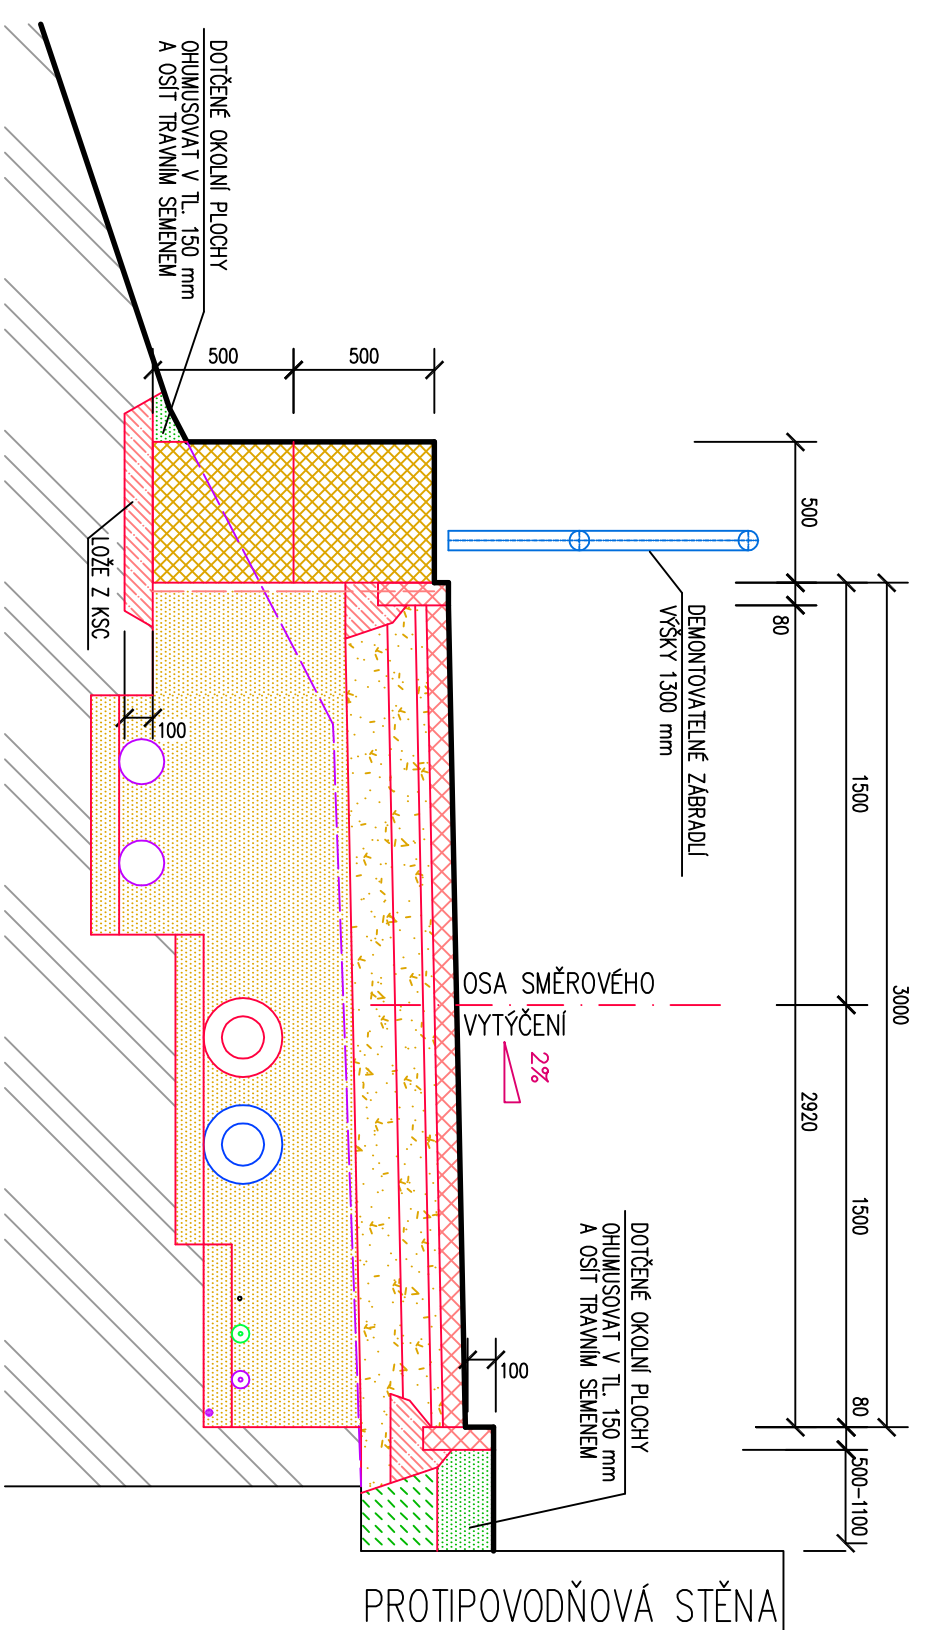 DOTČENÉ OKOLNÍ PLOCHY
OHUMUSOVAT V TL. 150 mm
A OSÍT TRAVNÍM SEMENEM
500
500
LOŽE Z KSC
100
500
80
DEMONTOVATELNÉ ZÁBRADLÍ
VÝŠKY 1300 mm
1500
3000
2920
OSA SMĚROVÉHO
VYTÝČENÍ
2%
1500
DOTČENÉ OKOLNÍ PLOCHY
OHUMUSOVAT V TL. 150 mm
A OSÍT TRAVNÍM SEMENEM
100
80
500-1100
PROTIPOVODŇOVÁ STĚNA